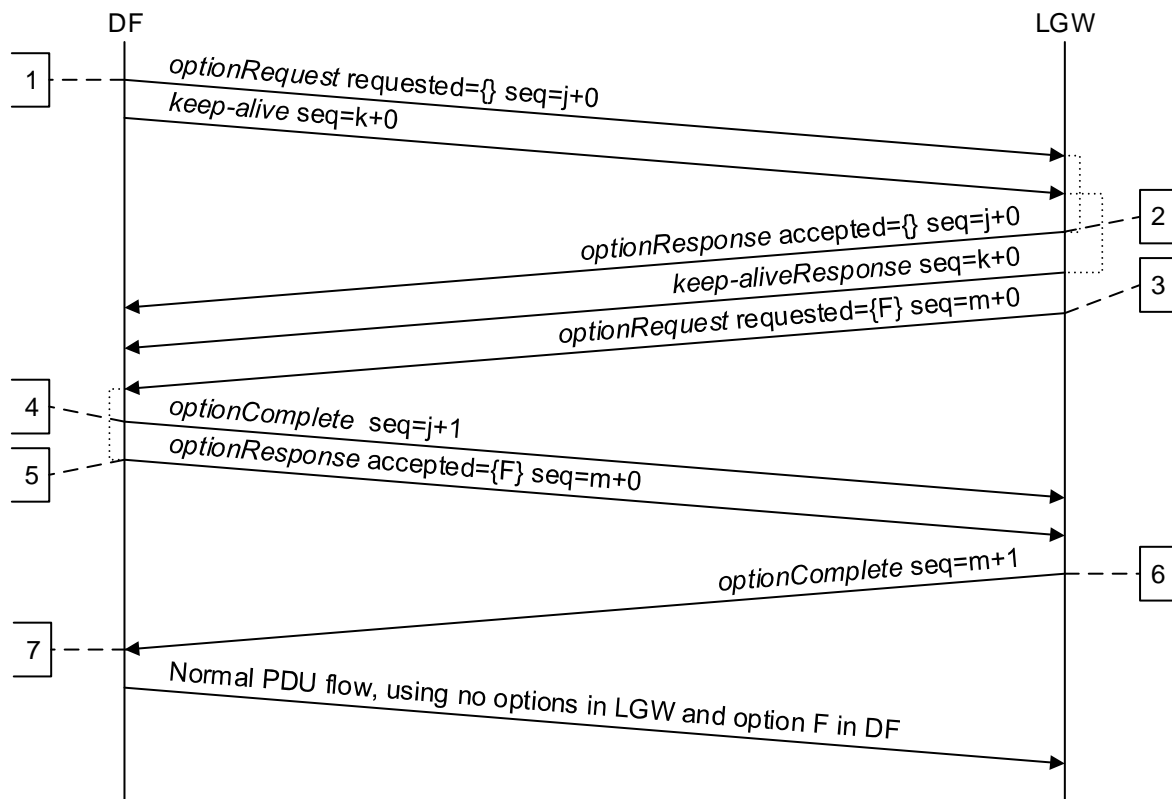 DF
LGW
1
optionRequest requested={} seq=j+0
keep-alive seq=k+0
2
optionResponse accepted={} seq=j+0
keep-aliveResponse seq=k+0
3
optionRequest requested={F} seq=m+0
4
optionComplete  seq=j+1
5
optionResponse accepted={F} seq=m+0
optionComplete seq=m+1
6
7
Normal PDU flow, using no options in LGW and option F in DF